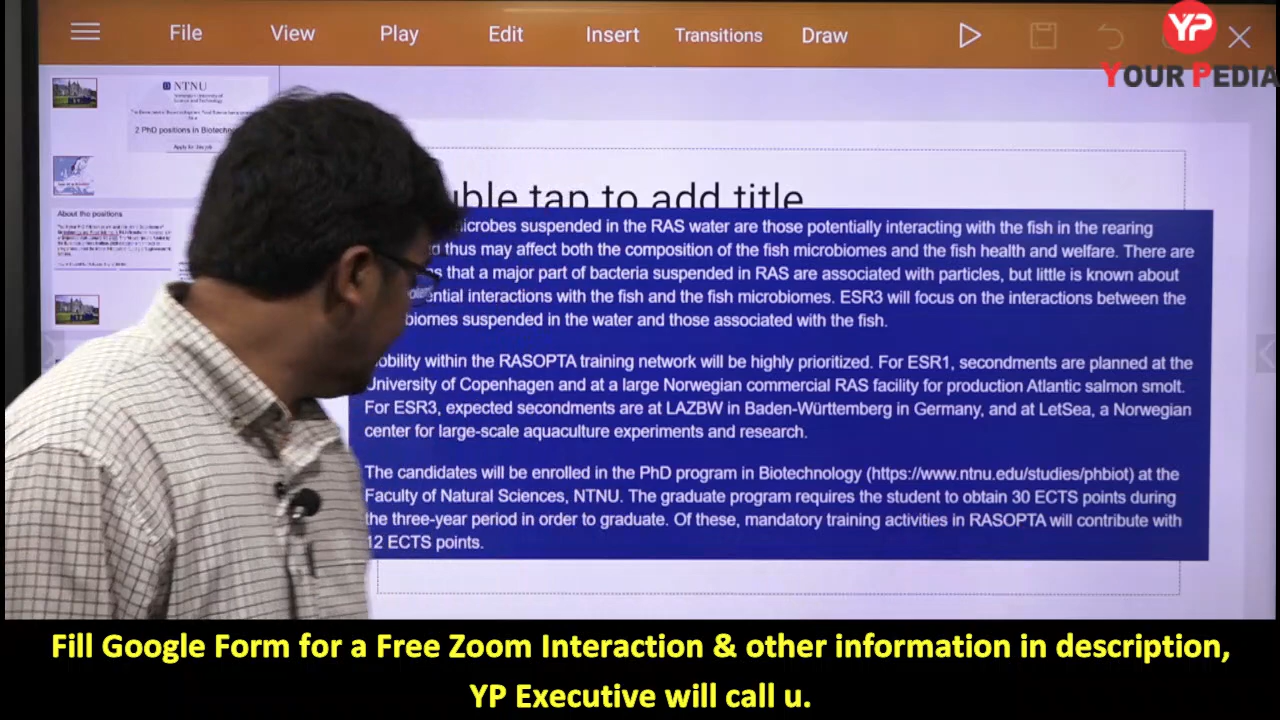 File View Play Edit Insert Transitions Draw
YP
YOUR PEDIA
NTNU
Norwegian University of
Science and Technology
2 PhD positions in Biotechn
Apply for this job
About the positions
uble tap to add title
icrobes suspended in the RAS water are those potentially interacting with the fish in the rearing
d thus may affect both the composition of the fish microbiomes and the fish health and welfare. There are
s that a major part of bacteria suspended in RAS are associated with particles, but little is known about
ential interactions with the fish and the fish microbiomes. ESR3 will focus on the interactions between the
biomes suspended in the water and those associated with the fish.
obility within the RASOPTA training network will be highly prioritized. For ESR1, secondments are planned at the
University of Copenhagen and at a large Norwegian commercial RAS facility for production Atlantic salmon smolt.
For ESR3, expected secondments are at LAZBW in Baden-Württemberg in Germany, and at LetSea, a Norwegian
center for large-scale aquaculture experiments and research.
The candidates will be enrolled in the PhD program in Biotechnology (https://www.ntnu.edu/studies/phbiot) at the
Faculty of Natural Sciences, NTNU. The graduate program requires the student to obtain 30 ECTS points during
the three-year period in order to graduate. Of these, mandatory training activities in RASOPTA will contribute with
12 ECTS points.
Fill Google Form for a Free Zoom Interaction & other information in description,
YP Executive will call u.